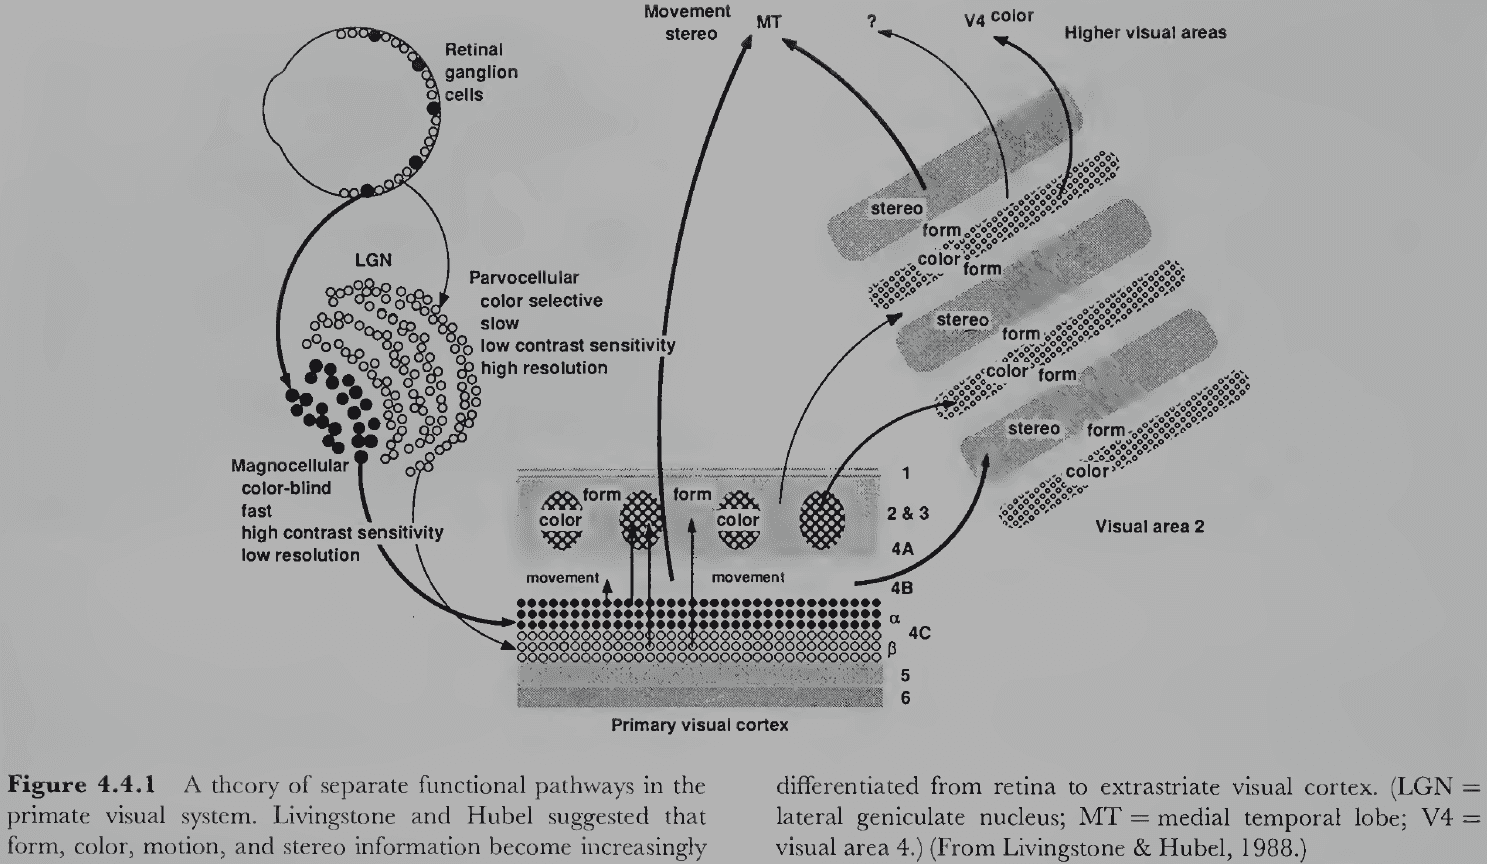 Retinal
ganglion
cells
Movement
stereo
MT
?
V4 color
Higher visual areas
LGN
Parvocellular
color selective
slow
low contrast sensitivity
high resolution
Magnocellular
color-blind
fast
high contrast sensitivity
low resolution
stereo
form
color
form
stereo
form
color
form
stereo
form
color
Visual area 2
form
form
color
color
movement
movement
1
2 & 3
4A
4B
α
4C
β
5
6
Primary visual cortex
Figure 4.4.1 A theory of separate functional pathways in the
primate visual system. Livingstone and Hubel suggested that
form, color, motion, and stereo information become increasingly
differentiated from retina to extrastriate visual cortex. (LGN =
lateral geniculate nucleus; MT = medial temporal lobe; V4 =
visual area 4.) (From Livingstone & Hubel, 1988.)